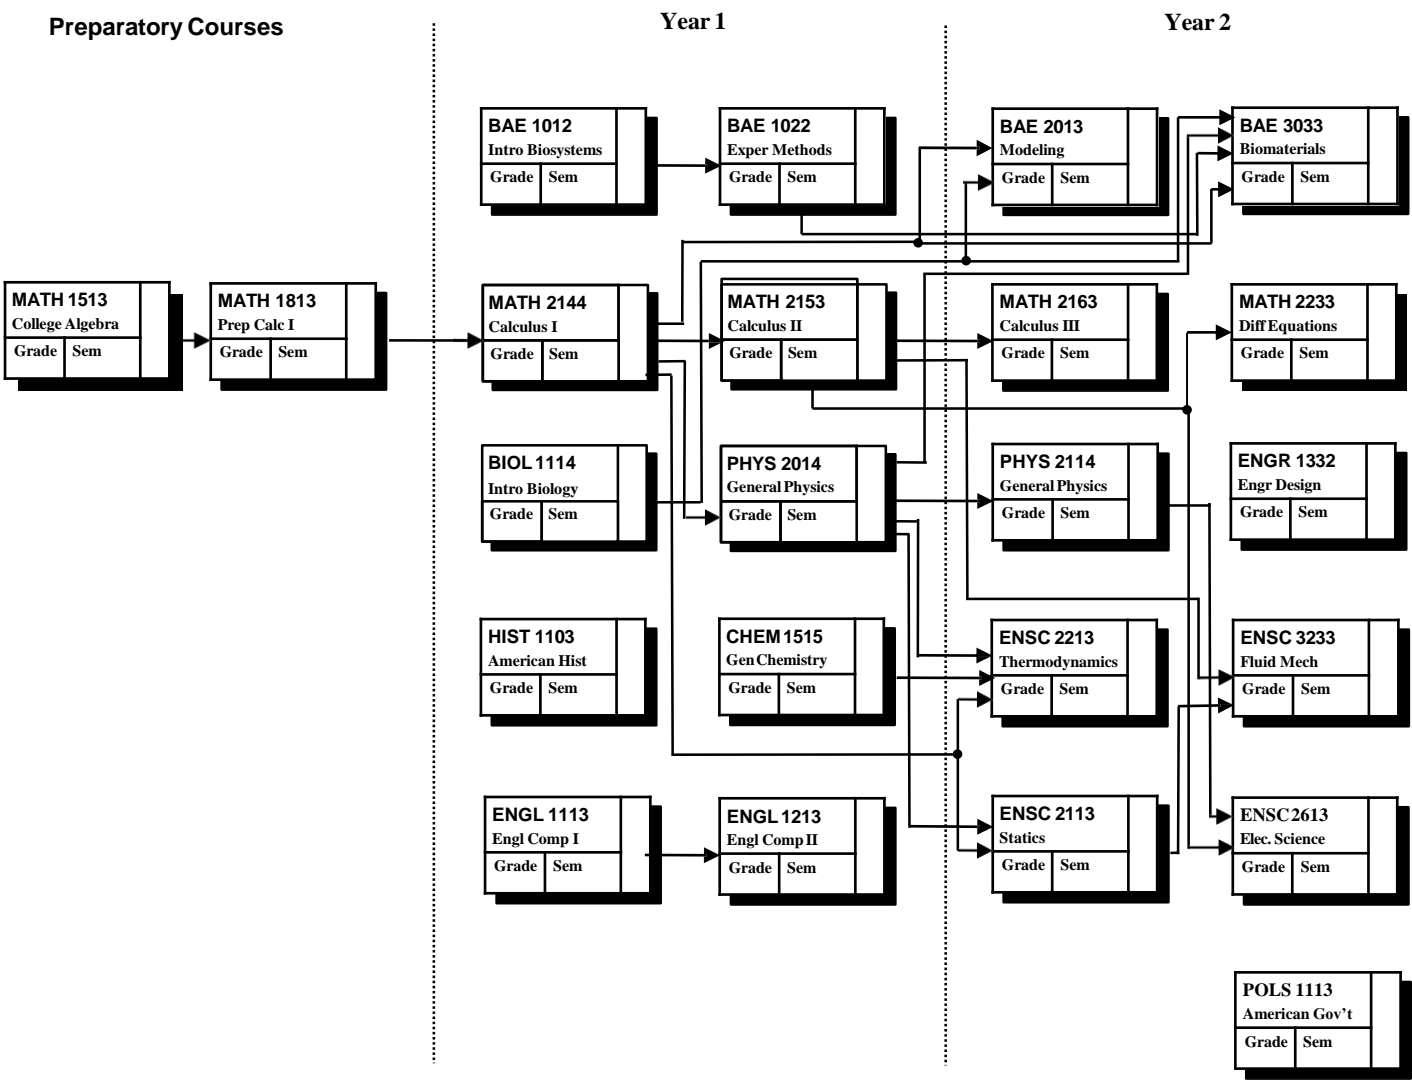 Preparatory Courses
Year 1
Year 2
BAE 1012
Intro Biosystems
Grade Sem
BAE 1022
Exper Methods
Grade Sem
BAE 2013
Modeling
Grade Sem
BAE 3033
Biomaterials
Grade Sem
MATH 1513
College Algebra
Grade Sem
MATH 1813
Prep Calc I
Grade Sem
MATH 2144
Calculus I
Grade Sem
MATH 2153
Calculus II
Grade Sem
MATH 2163
Calculus III
Grade Sem
MATH 2233
Diff Equations
Grade Sem
BIOL 1114
Intro Biology
Grade Sem
PHYS 2014
General Physics
Grade Sem
PHYS 2114
General Physics
Grade Sem
ENGR 1332
Engr Design
Grade Sem
HIST 1103
American Hist
Grade Sem
CHEM 1515
Gen Chemistry
Grade Sem
ENSC 2213
Thermodynamics
Grade Sem
ENSC 3233
Fluid Mech
Grade Sem
ENGL 1113
Engl Comp I
Grade Sem
ENGL 1213
Engl Comp II
Grade Sem
ENSC 2113
Statics
Grade Sem
ENSC 2613
Elec. Science
Grade Sem
POLS 1113
American Gov’t
Grade Sem